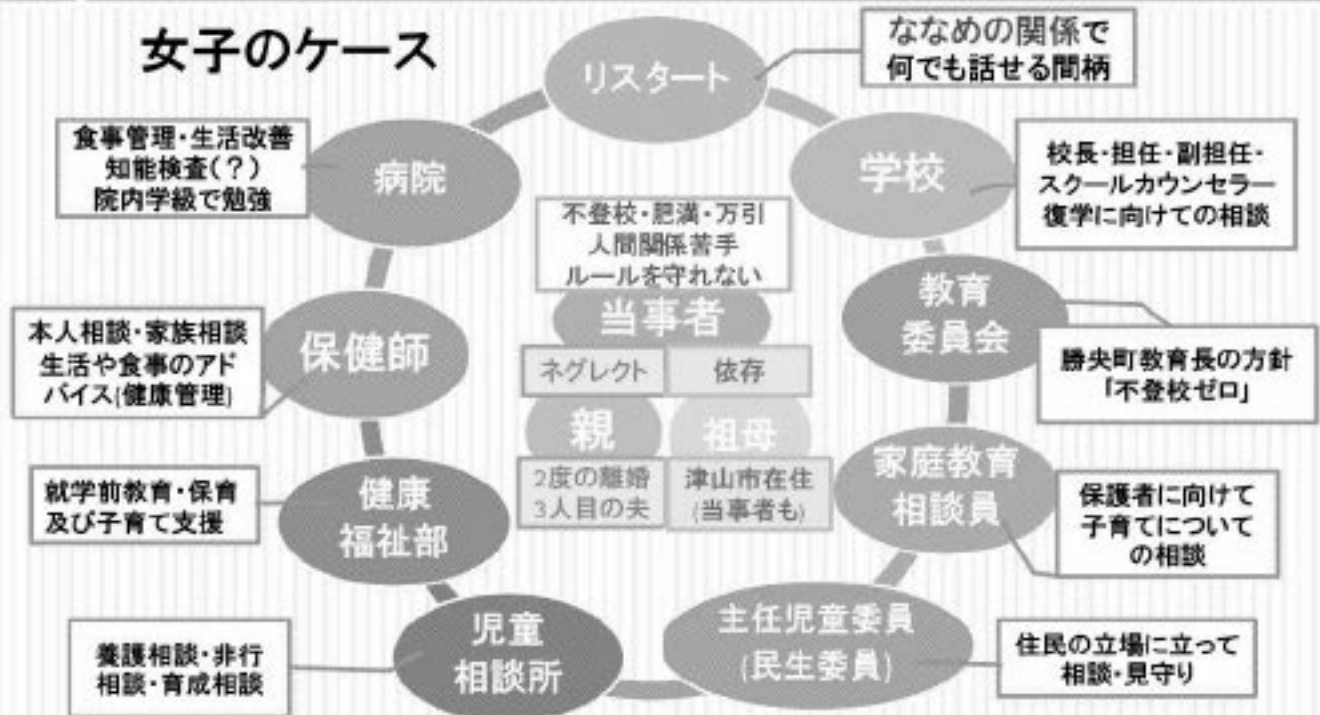 女子のケース
リスタート
ななめの関係で
何でも話せる間柄
学校
校長・担任・副担任・
スクールカウンセラー
復学に向けての相談
教育
委員会
勝央町教育長の方針
「不登校ゼロ」
家庭教育
相談員
保護者に向けて
子育てについて
の相談
主任児童委員
(民生委員)
住民の立場に立って
相談・見守り
児童
相談所
養護相談・非行
相談・育成相談
健康
福祉部
就学前教育・保育
及び子育て支援
保健師
本人相談・家族相談
生活や食事のアド
バイス(健康管理)
病院
食事管理・生活改善
知能検査(?)
院内学級で勉強
不登校・肥満・万引
人間関係苦手
ルールを守れない
当事者
ネグレクト
依存
親
祖母
2度の離婚
3人目の夫
津山市在住
(当事者も)